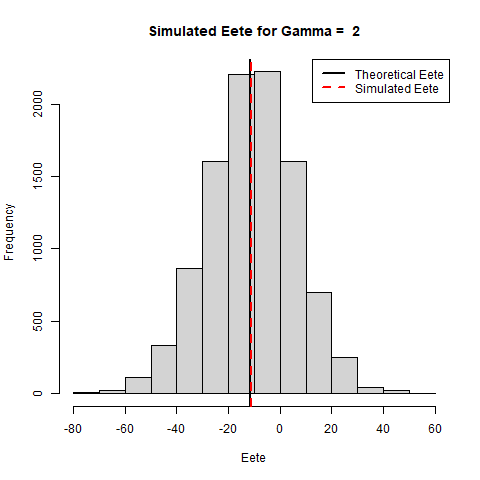 Simulated Eete for Gamma =  2
Theoretical Eete
Simulated Eete
Frequency
2000
1500
1000
500
0
-80 -60 -40 -20 0 20 40 60
Eete